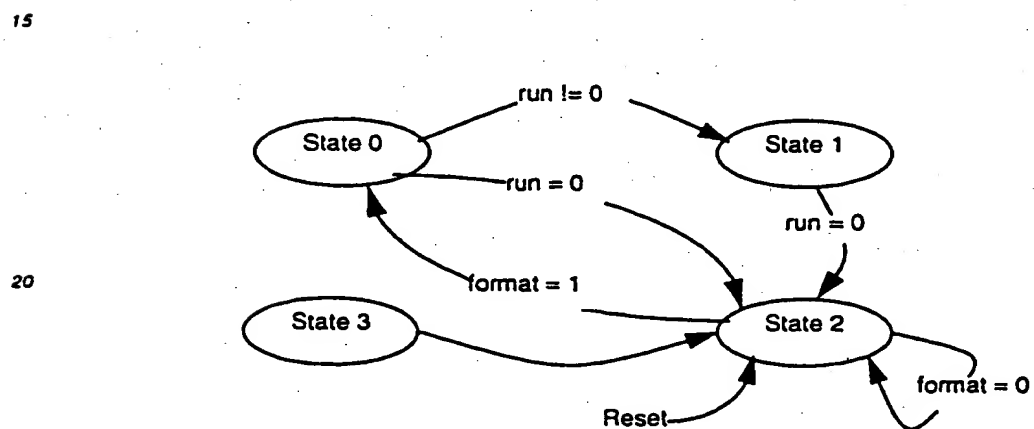 15
run != 0
State 0
State 1
run = 0
run = 0
20
format = 1
State 3
State 2
format = 0
Reset